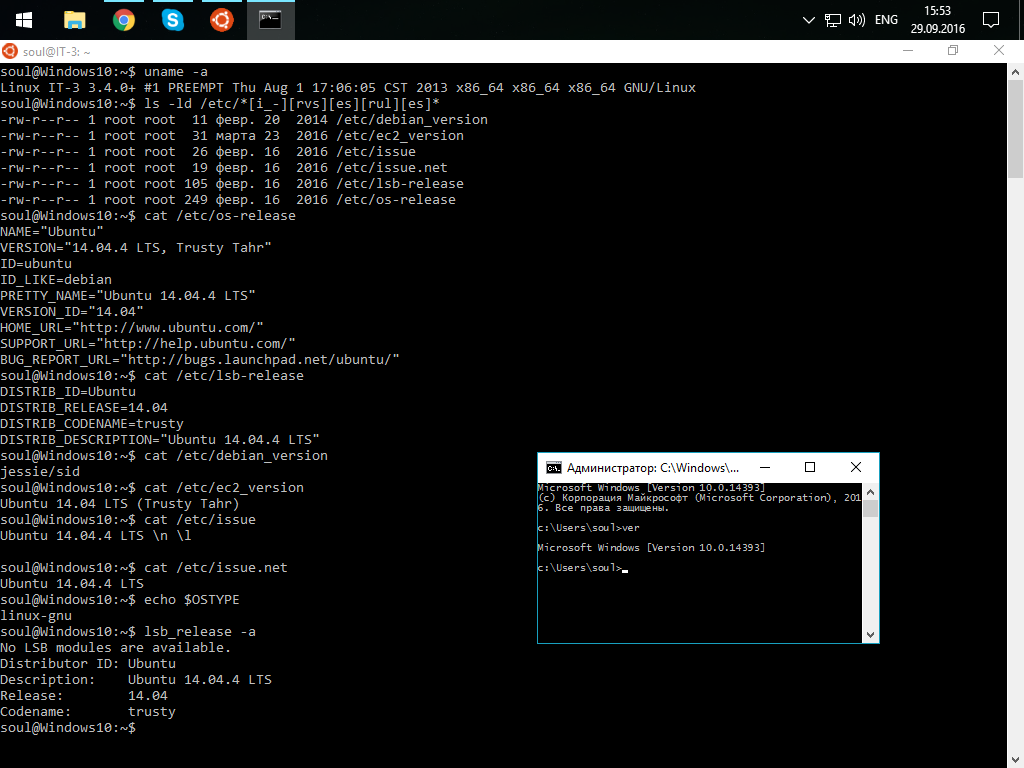 ENG
15:53
29.09.2016
soul@IT-3: ~
soul@Windows10:~$ uname -a
Linux IT-3 3.4.0+ #1 PREEMPT Thu Aug 1 17:06:05 CST 2013 x86_64 x86_64 x86_64 GNU/Linux
soul@Windows10:~$ ls -ld /etc/*[i_-][rvs][es][rul][es]*
-rw-r--r-- 1 root root  11 февр. 20  2014 /etc/debian_version
-rw-r--r-- 1 root root  31 марта 23  2016 /etc/ec2_version
-rw-r--r-- 1 root root  26 февр. 16  2016 /etc/issue
-rw-r--r-- 1 root root  19 февр. 16  2016 /etc/issue.net
-rw-r--r-- 1 root root 105 февр. 16  2016 /etc/lsb-release
-rw-r--r-- 1 root root 249 февр. 16  2016 /etc/os-release
soul@Windows10:~$ cat /etc/os-release
NAME="Ubuntu"
VERSION="14.04.4 LTS, Trusty Tahr"
ID=ubuntu
ID_LIKE=debian
PRETTY_NAME="Ubuntu 14.04.4 LTS"
VERSION_ID="14.04"
HOME_URL="http://www.ubuntu.com/"
SUPPORT_URL="http://help.ubuntu.com/"
BUG_REPORT_URL="http://bugs.launchpad.net/ubuntu/"
soul@Windows10:~$ cat /etc/lsb-release
DISTRIB_ID=Ubuntu
DISTRIB_RELEASE=14.04
DISTRIB_CODENAME=trusty
DISTRIB_DESCRIPTION="Ubuntu 14.04.4 LTS"
soul@Windows10:~$ cat /etc/debian_version
jessie/sid
soul@Windows10:~$ cat /etc/ec2_version
Ubuntu 14.04 LTS (Trusty Tahr)
soul@Windows10:~$ cat /etc/issue
Ubuntu 14.04.4 LTS \n \l
soul@Windows10:~$ cat /etc/issue.net
Ubuntu 14.04.4 LTS
soul@Windows10:~$ echo $OSTYPE
linux-gnu
soul@Windows10:~$ lsb_release -a
No LSB modules are available.
Distributor ID: Ubuntu
Description:    Ubuntu 14.04.4 LTS
Release:        14.04
Codename:       trusty
soul@Windows10:~$
C:\.
Администратор: C:\Windows\...
Microsoft Windows [Version 10.0.14393]
(c) Корпорация Майкрософт (Microsoft Corporation), 201
6. Все права защищены.
c:\Users\soul>ver
Microsoft Windows [Version 10.0.14393]
c:\Users\soul>